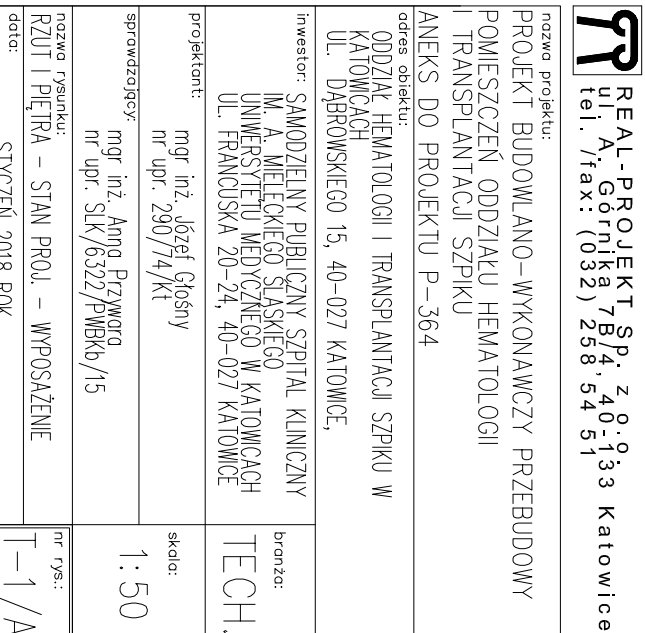 REAL-PROJEKT Sp. z o.o.
ul. A. Górnika 7B/4, 40-133 Katowice
tel. /fax: (032) 258 54 51
nazwa projektu:
PROJEKT BUDOWLANO-WYKONAWCZY PRZEBUDOWY
POMIESZCZEŃ ODDZIAŁU HEMATOLOGII
I TRANSPLANTACJI SZPIKU
ANEKS DO PROJEKTU P-364
adres obiektu:
ODDZIAŁ HEMATOLOGII I TRANSPLANTACJI SZPIKU W
KATOWICACH
UL. DĄBROWSKIEGO 15, 40-027 KATOWICE,
inwestor: SAMODZIELNY PUBLICZNY SZPITAL KLINICZNY
IM. A. MIELĘCKIEGO ŚLĄSKIEGO
UNIWERSYTETU MEDYCZNEGO W KATOWICACH
UL. FRANCUSKA 20-24, 40-027 KATOWICE
branża:
TECH.
projektant:
mgr inż. Józef Głośny
nr upr. 290/74/Kt
sprawdzający:
mgr inż. Anna Przywara
nr upr. SLK/6322/PWBKb/15
skala:
1:50
nazwa rysunku:
RZUT I PIĘTRA - STAN PROJ. - WYPOSAŻENIE
nr rys.:
T-1/A
data:
STYCZEŃ 2018 ROK